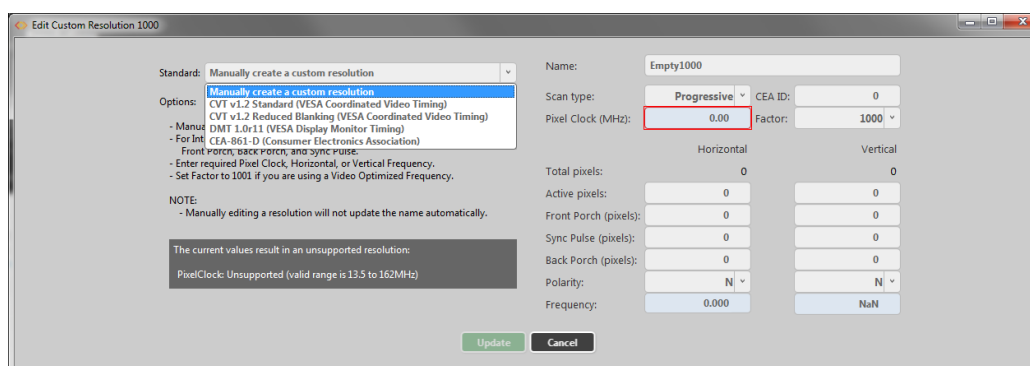 Edit Custom Resolution 1000
Standard: Manually create a custom resolution
Manually create a custom resolution
CVT v1.2 Standard (VESA Coordinated Video Timing)
CVT v1.2 Reduced Blanking (VESA Coordinated Video Timing)
DMT 1.0r11 (VESA Display Monitor Timing)
CEA-861-D (Consumer Electronics Association)
Options:
- Manua
- For Int
Front Porch, Back Porch, and Sync Pulse.
- Enter required Pixel Clock, Horizontal, or Vertical Frequency.
- Set Factor to 1001 if you are using a Video Optimized Frequency.
NOTE:
- Manually editing a resolution will not update the name automatically.
The current values result in an unsupported resolution:
PixelClock: Unsupported (valid range is 13.5 to 162MHz)
Name: Empty1000
Scan type: Progressive CEA ID: 0
Pixel Clock (MHz): 0.00 Factor: 1000
Horizontal Vertical
Total pixels: 0 0
Active pixels: 0 0
Front Porch (pixels): 0 0
Sync Pulse (pixels): 0 0
Back Porch (pixels): 0 0
Polarity: N N
Frequency: 0.000 NaN
Update Cancel